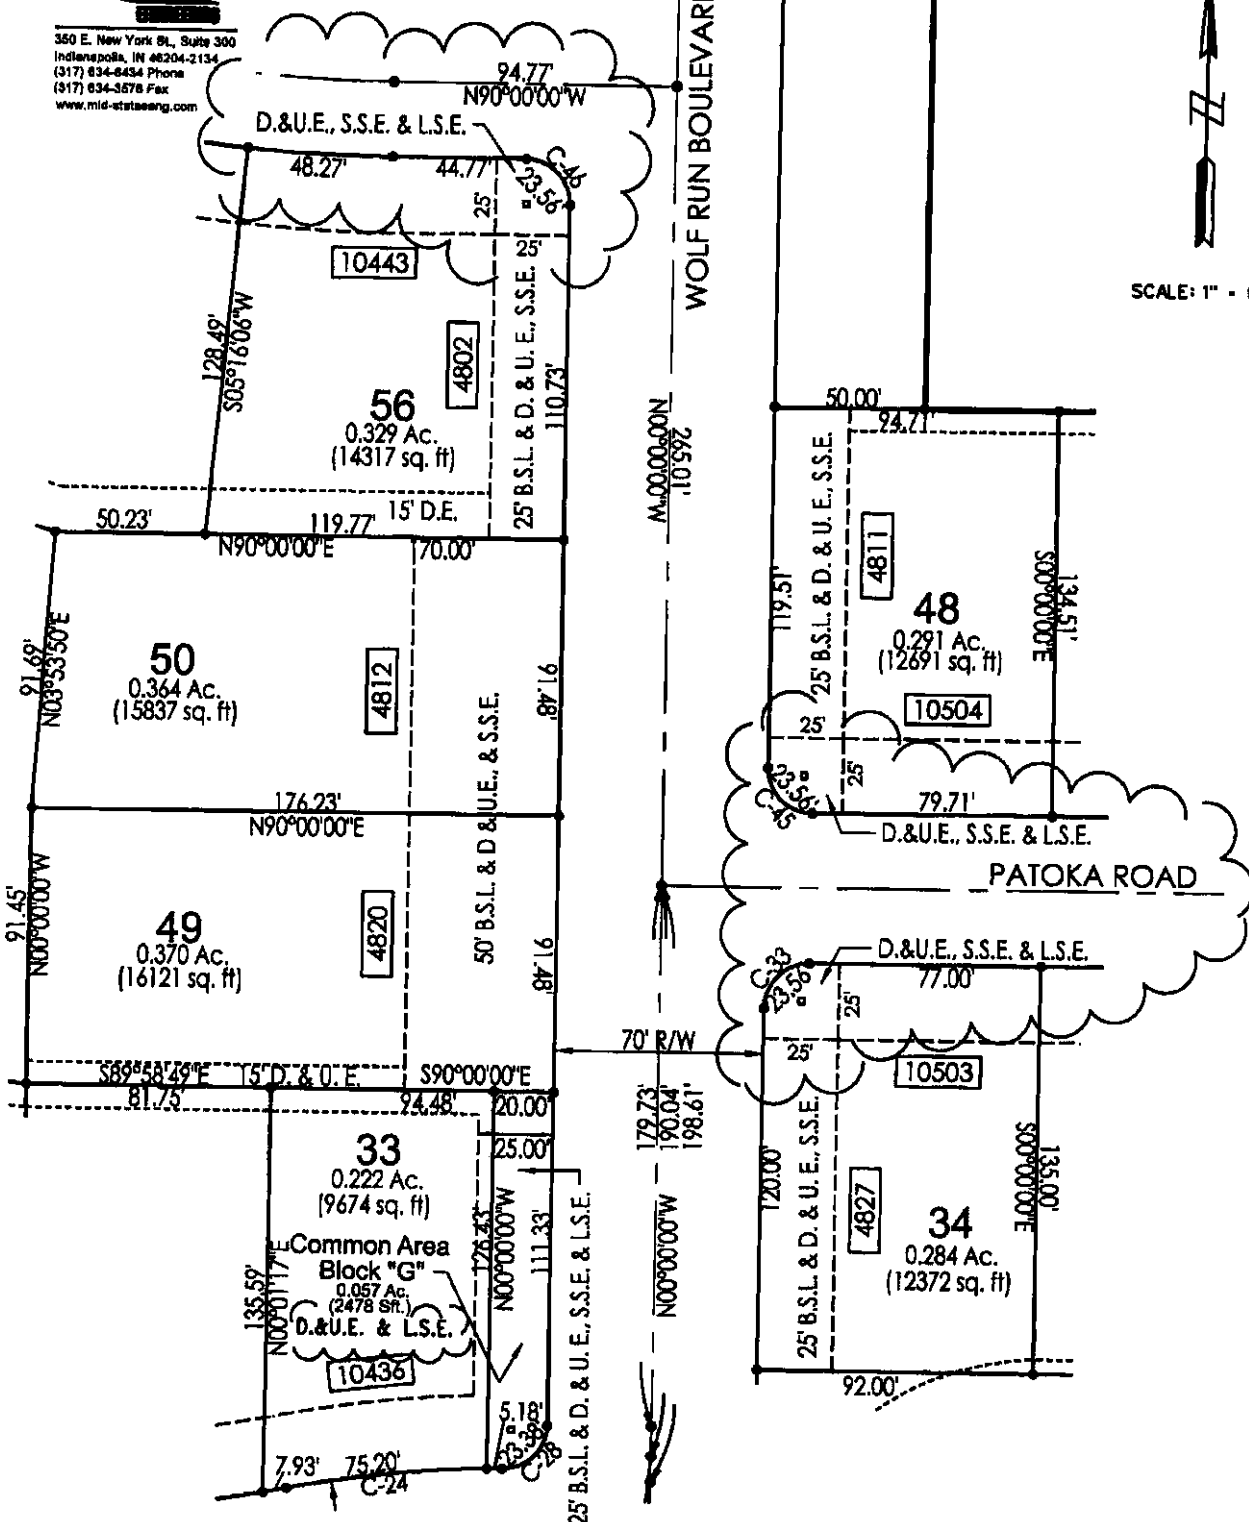 350 E. New York St., Suite 300
Indianapolis, IN 46204-2134
(317) 634-6434 Phone
(317) 634-3576 Fax
www.mid-stateeng.com
94.77'
N90°00'00"W
WOLF RUN BOULEVARD
D.&U.E., S.S.E. & L.S.E.
48.27'
44.77'
C-46
23.56'
25'
25'
10443
SCALE: 1" =
128.49'
S05°16'06"W
4802
25' B.S.L. & D. & U. E., S.S.E.
110.73'
56
0.329 Ac.
(14317 sq. ft)
15' D.E.
50.23'
119.77'
N90°00'00"E
70.00'
N00°00'00"W
265.01'
50.00'
94.71'
25' B.S.L. & D. & U. E., S.S.E.
4811
119.51'
48
0.291 Ac.
(12691 sq. ft)
S00°00'00"E
134.51'
10504
25'
25'
23.56'
C-45
79.71'
D.&U.E., S.S.E. & L.S.E.
91.69'
N03°53'50"E
50
0.364 Ac.
(15837 sq. ft)
4812
91.48'
50' B.S.L. & D & U.E., & S.S.E.
176.23'
N90°00'00"E
PATOKA ROAD
91.45'
N00°00'00"W
49
0.370 Ac.
(16121 sq. ft)
4820
91.48'
C-33
23.56'
D.&U.E., S.S.E. & L.S.E.
77.00'
25'
25'
10503
70' R/W
S89°58'49"E
15' D. & U. E.
S90°00'00"E
81.75'
94.48'
20.00'
25.00'
179.73'
190.04'
198.61'
N00°00'00"W
33
0.222 Ac.
(9674 sq. ft)
Common Area
Block "G"
0.057 Ac.
(2478 Sft.)
D.&U.E. & L.S.E.
10436
135.59'
N00°01'17"E
126.43'
N00°00'00"W
111.33'
25' B.S.L. & D. & U. E., S.S.E. & L.S.E.
120.00'
25' B.S.L. & D. & U. E., S.S.E.
4827
34
0.284 Ac.
(12372 sq. ft)
S00°00'00"E
135.00'
92.00'
5.18'
C-28
7.93'
75.20'
C-24